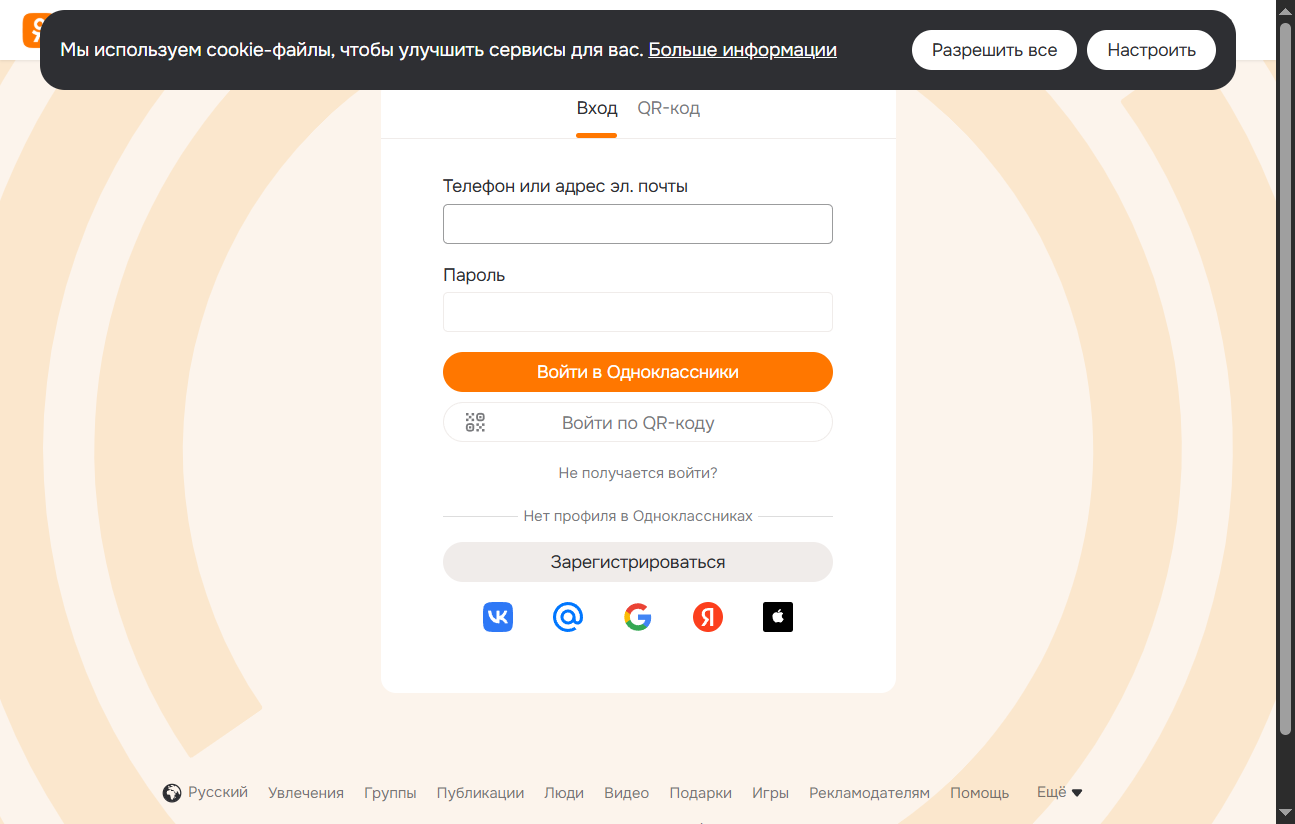 Мы используем cookie-файлы, чтобы улучшить сервисы для вас. Больше информации
Разрешить все
Настроить
Вход
QR-код
Телефон или адрес эл. почты
Пароль
Войти в Одноклассники
Войти по QR-коду
Не получается войти?
Нет профиля в Одноклассниках
Зарегистрироваться
Русский Увлечения Группы Публикации Люди Видео Подарки Игры Рекламодателям Помощь Ещё